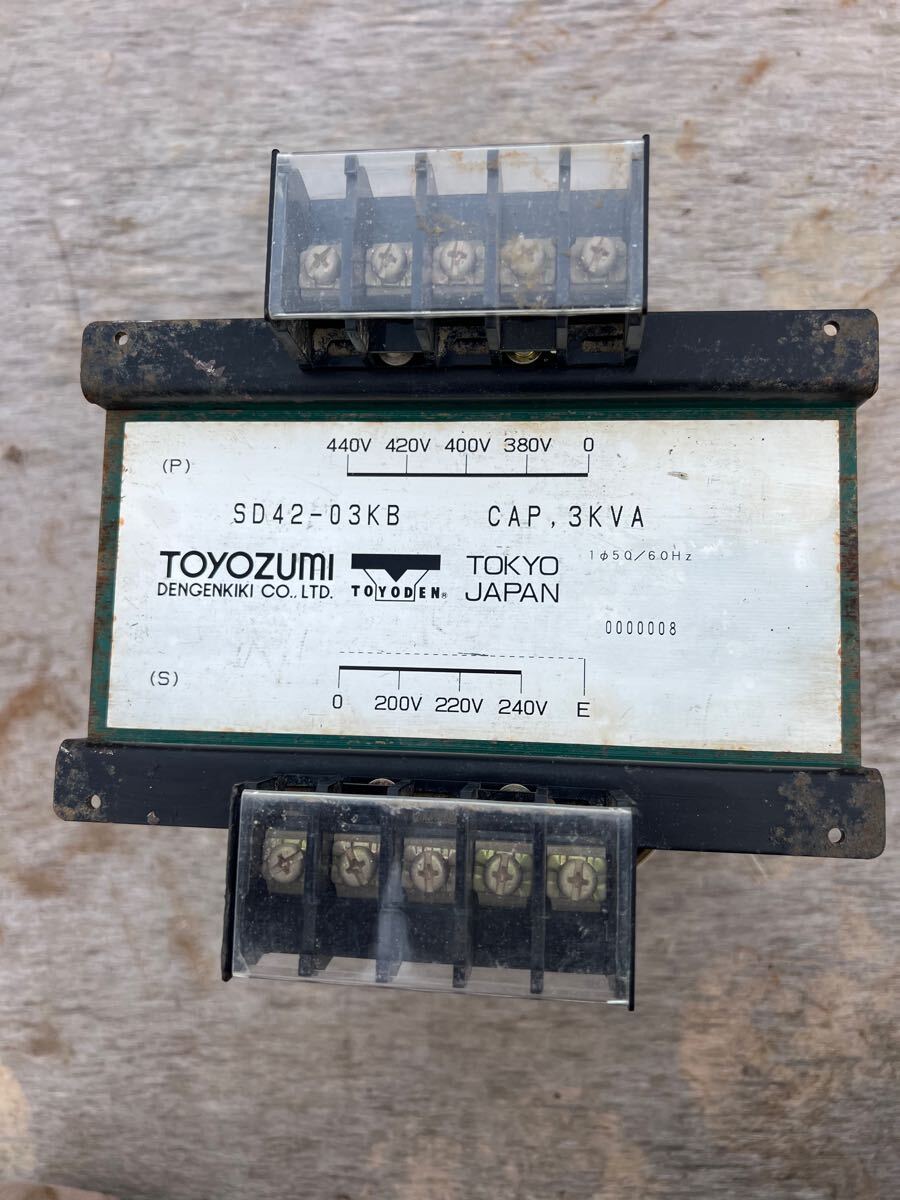 440V 420V 400V 380V 0
(P)
SD42-03KB CAP, 3KVA
TOYOZUMI
DENGENKIKI CO., LTD.
TOYODEN®
TOKYO
JAPAN
1φ50/60Hz
0000008
(S)
0 200V 220V 240V E